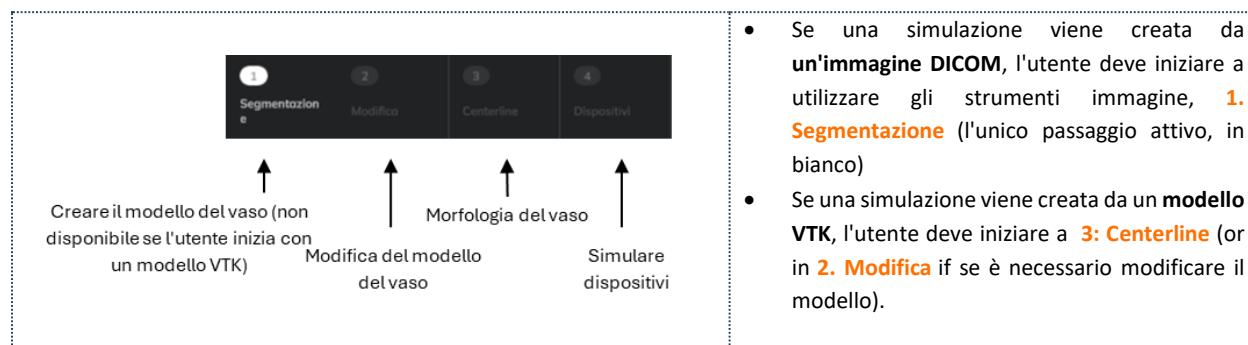 1
2
3
4
Segmentazion
e
Modifica
Centerline
Dispositivi
Creare il modello del vaso (non
disponibile se l'utente inizia con
un modello VTK)
Modifica del modello
del vaso
Morfologia del vaso
Simulare
dispositivi
• Se una simulazione viene creata da
un'immagine DICOM, l'utente deve iniziare a
utilizzare gli strumenti immagine, 1.
Segmentazione (l'unico passaggio attivo, in
bianco)
• Se una simulazione viene creata da un modello
VTK, l'utente deve iniziare a 3: Centerline (or
in 2. Modifica if se è necessario modificare il
modello).